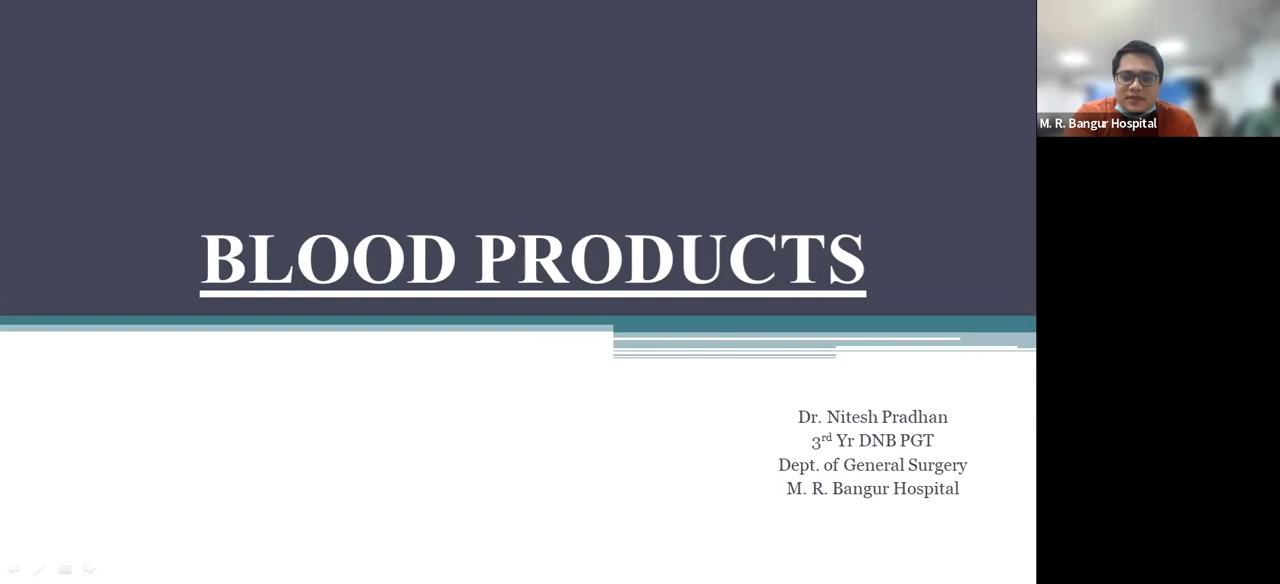 BLOOD PRODUCTS
Dr. Nitesh Pradhan
3rd Yr DNB PGT
Dept. of General Surgery
M. R. Bangur Hospital
M. R. Bangur Hospital